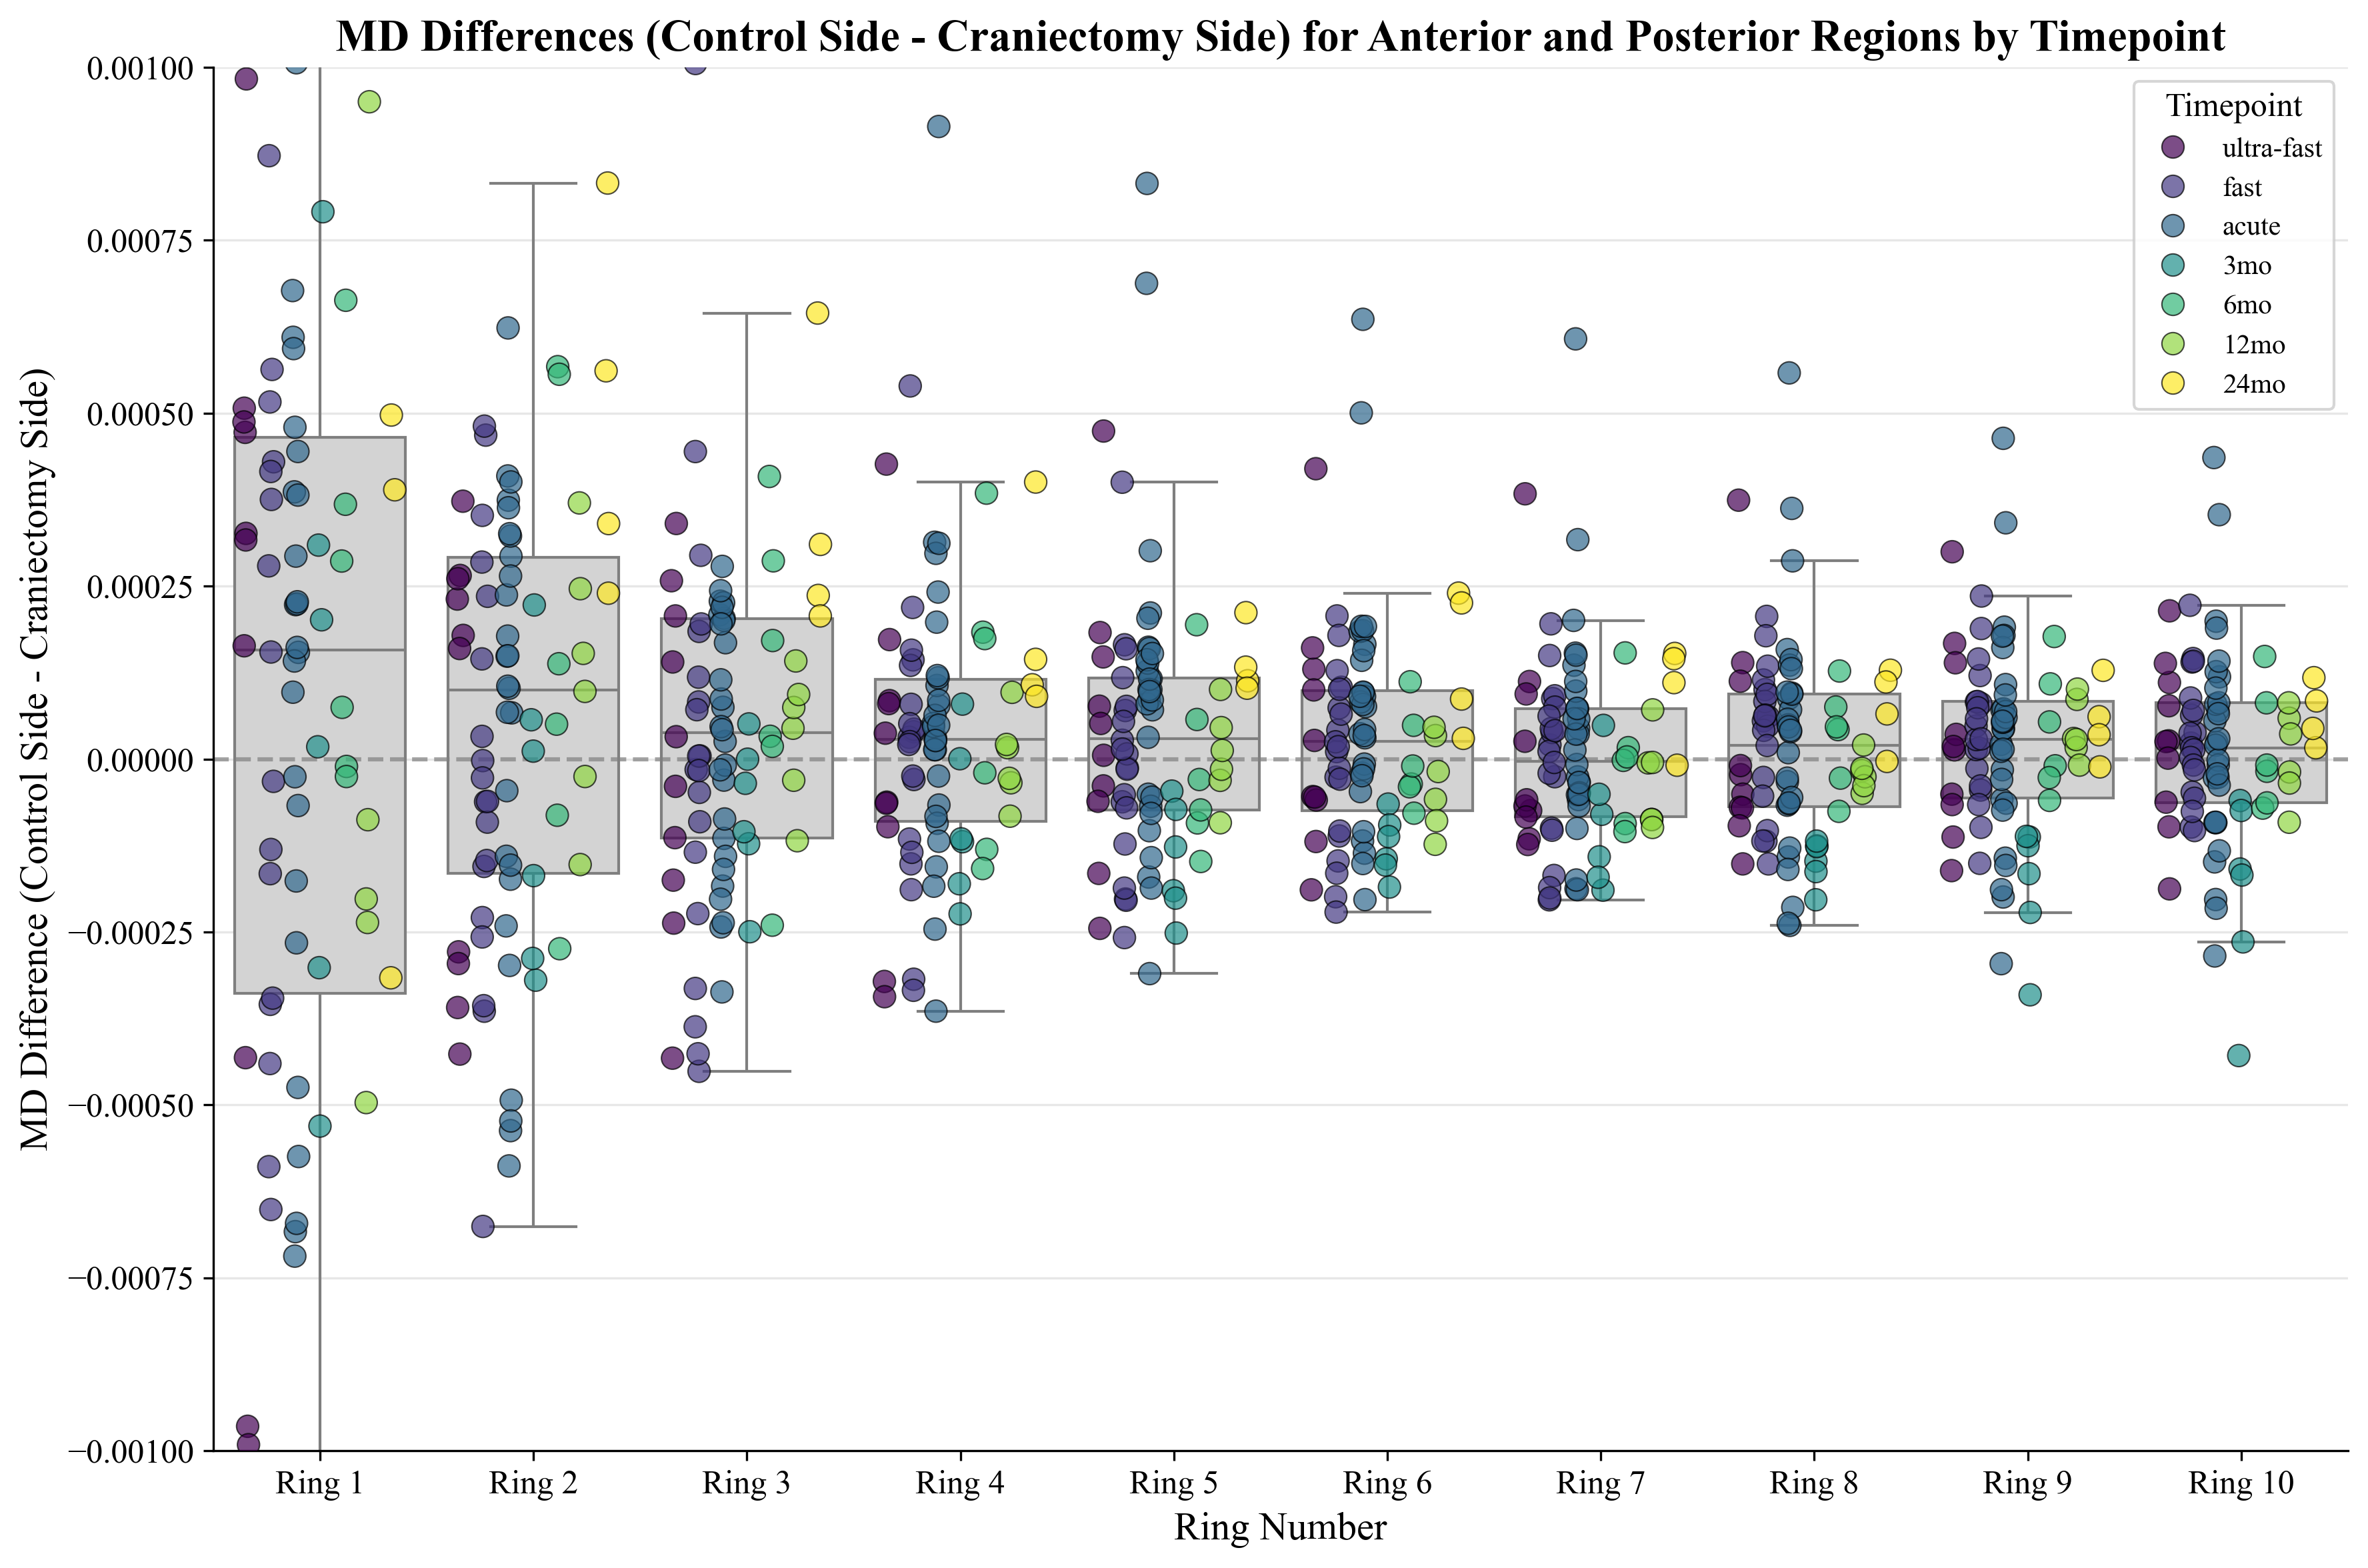 MD Differences (Control Side - Craniectomy Side) for Anterior and Posterior Regions by Timepoint
MD Difference (Control Side - Craniectomy Side)
0.00100
0.00075
0.00050
0.00025
0.00000
−0.00025
−0.00050
−0.00075
−0.00100
Timepoint
ultra-fast
fast
acute
3mo
6mo
12mo
24mo
Ring 1 Ring 2 Ring 3 Ring 4 Ring 5 Ring 6 Ring 7 Ring 8 Ring 9 Ring 10
Ring Number